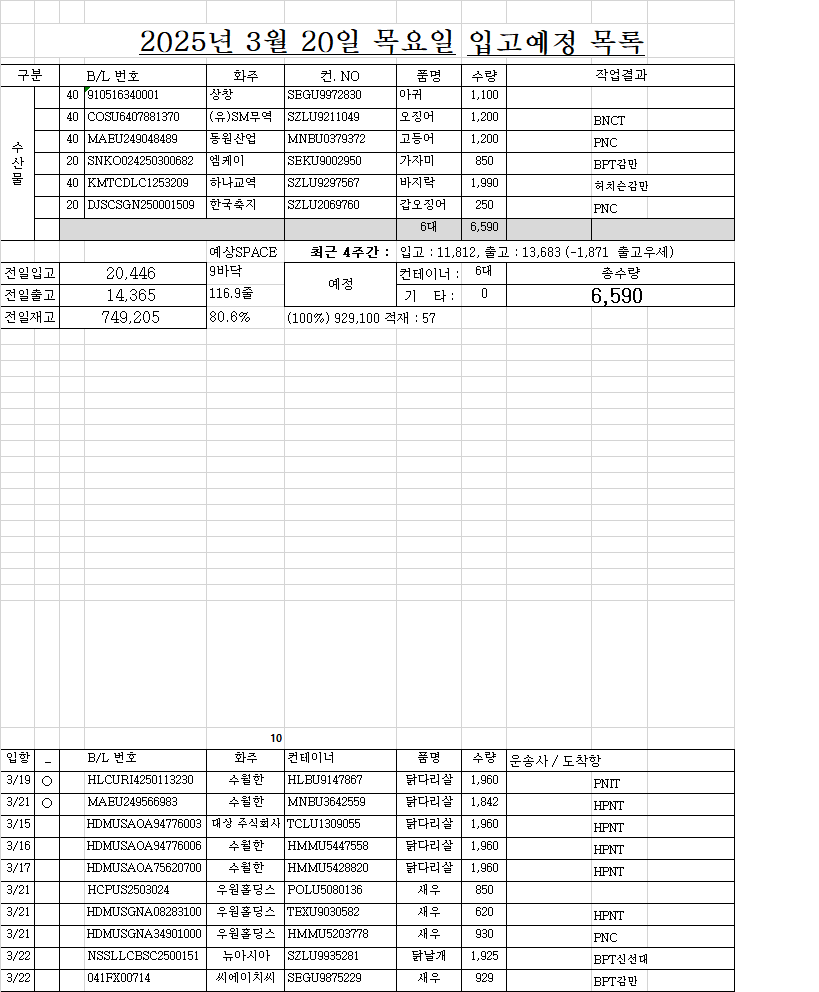 2025년 3월 20일 목요일 입고예정 목록
구분 B/L 번호 화주 컨. NO 품명 수량 작업결과
수산물
40 910516340001 상창 SEGU9972830 아귀 1,100
40 COSU6407881370 (유)SM무역 SZLU9211049 오징어 1,200 BNCT
40 MAEU249048489 동원산업 MNBU0379372 고등어 1,200 PNC
20 SNKO024250300682 엠케이 SEKU9002950 가자미 850 BPT감만
40 KMTCDLC1253209 하나교역 SZLU9297567 바지락 1,990 허치슨감만
20 DJSCSGN250001509 한국축지 SZLU2069760 갑오징어 250 PNC
6대 6,590
예상SPACE 최근 4주간 : 입고 : 11,812, 출고 : 13,683 (-1,871 출고우세)
전일입고 20,446 9바닥 예정 컨테이너 : 6대 총수량
전일출고 14,365 116.9줄 기 타 : 0 6,590
전일재고 749,205 80.6% (100%) 929,100 적재 : 57
10
입항 _ B/L 번호 화주 컨테이너 품명 수량 운송사 / 도착항
3/19 ○ HLCURI4250113230 수월한 HLBU9147867 닭다리살 1,960 PNIT
3/21 ○ MAEU249566983 수월한 MNBU3642559 닭다리살 1,842 HPNT
3/15 HDMUSAOA94776003 대상 주식회사 TCLU1309055 닭다리살 1,960 HPNT
3/16 HDMUSAOA94776006 수월한 HMMU5447558 닭다리살 1,960 HPNT
3/17 HDMUSAOA75620700 수월한 HMMU5428820 닭다리살 1,960 HPNT
3/21 HCPUS2503024 우원홀딩스 POLU5080136 새우 850
3/21 HDMUSGNA08283100 우원홀딩스 TEXU9030582 새우 620 HPNT
3/21 HDMUSGNA34901000 우원홀딩스 HMMU5203778 새우 930 PNC
3/22 NSSLLCBSC2500151 뉴아시아 SZLU9935281 닭날개 1,925 BPT신선대
3/22 041FX00714 씨에이치씨 SEGU9875229 새우 929 BPT감만